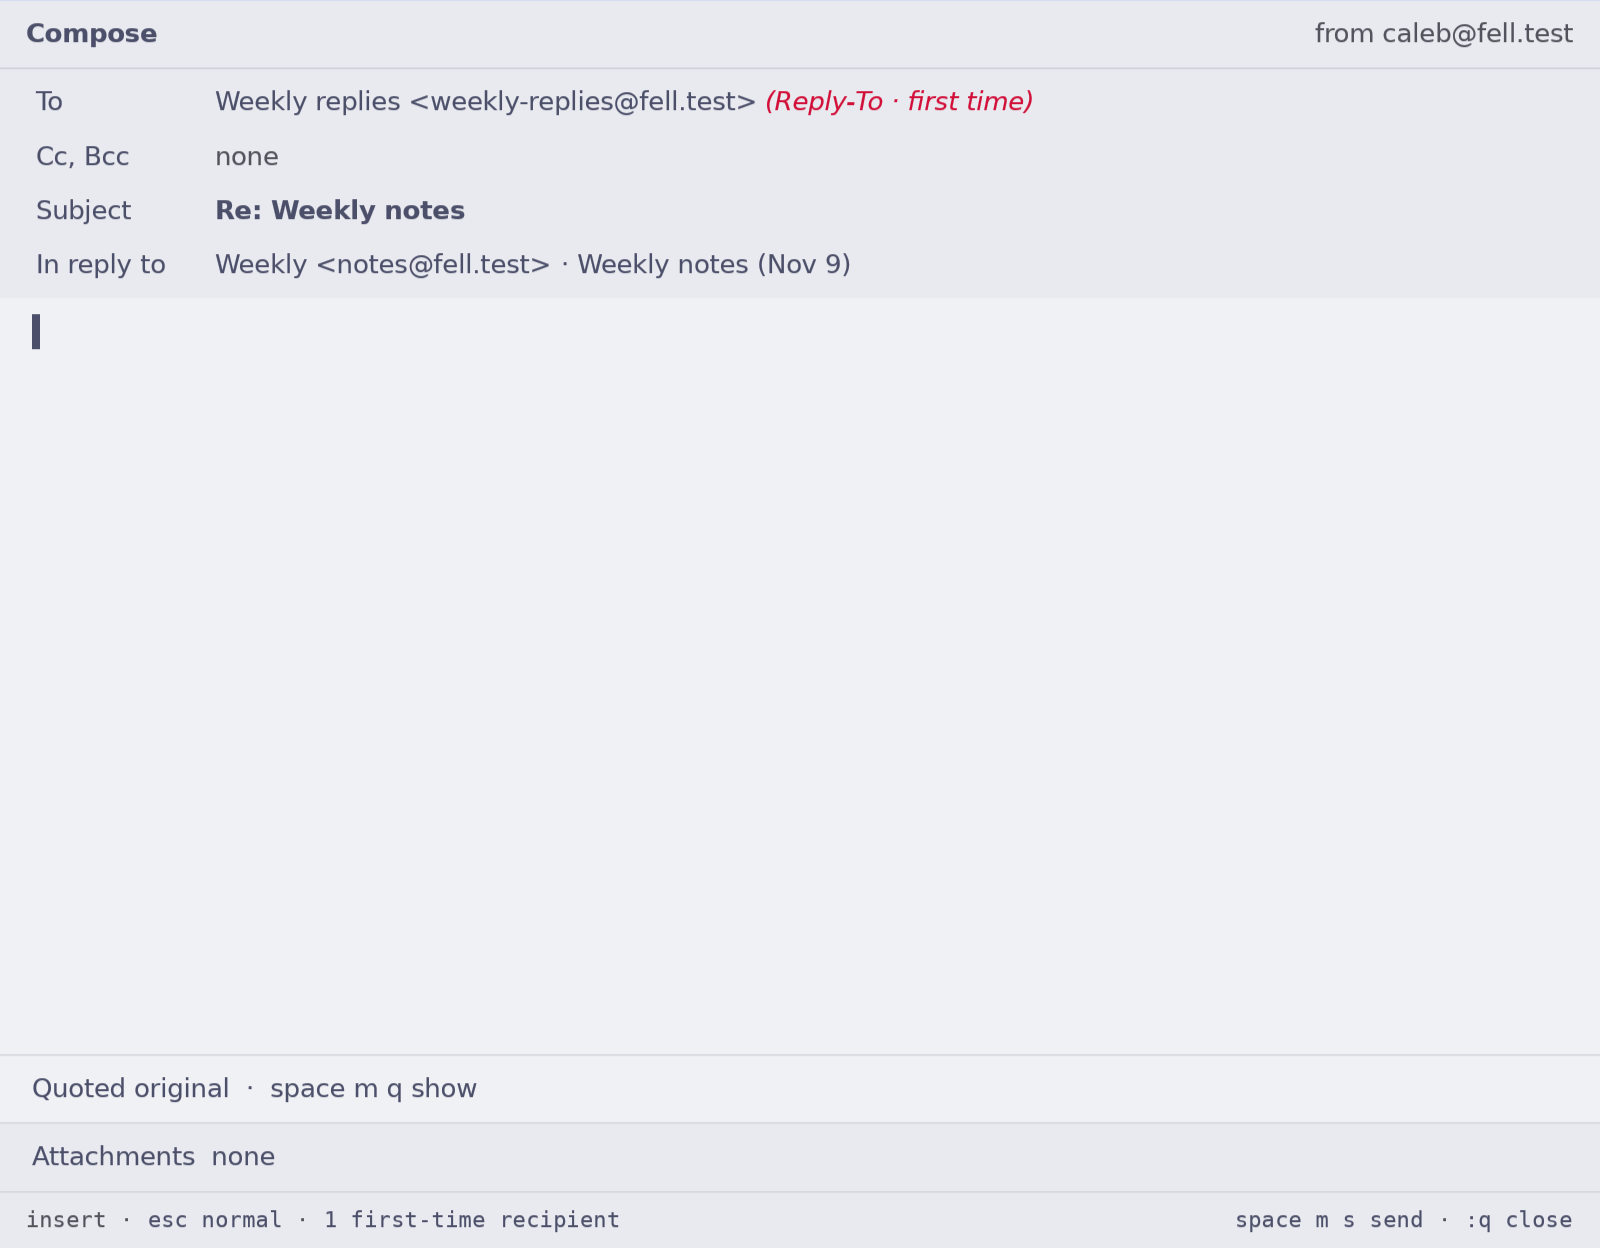 Compose from caleb@fell.test
To Weekly replies <weekly-replies@fell.test> (Reply-To · first time)
Cc, Bcc none
Subject Re: Weekly notes
In reply to Weekly <notes@fell.test> · Weekly notes (Nov 9)
Quoted original · space m q show
Attachments none
insert · esc normal · 1 first-time recipient space m s send · :q close